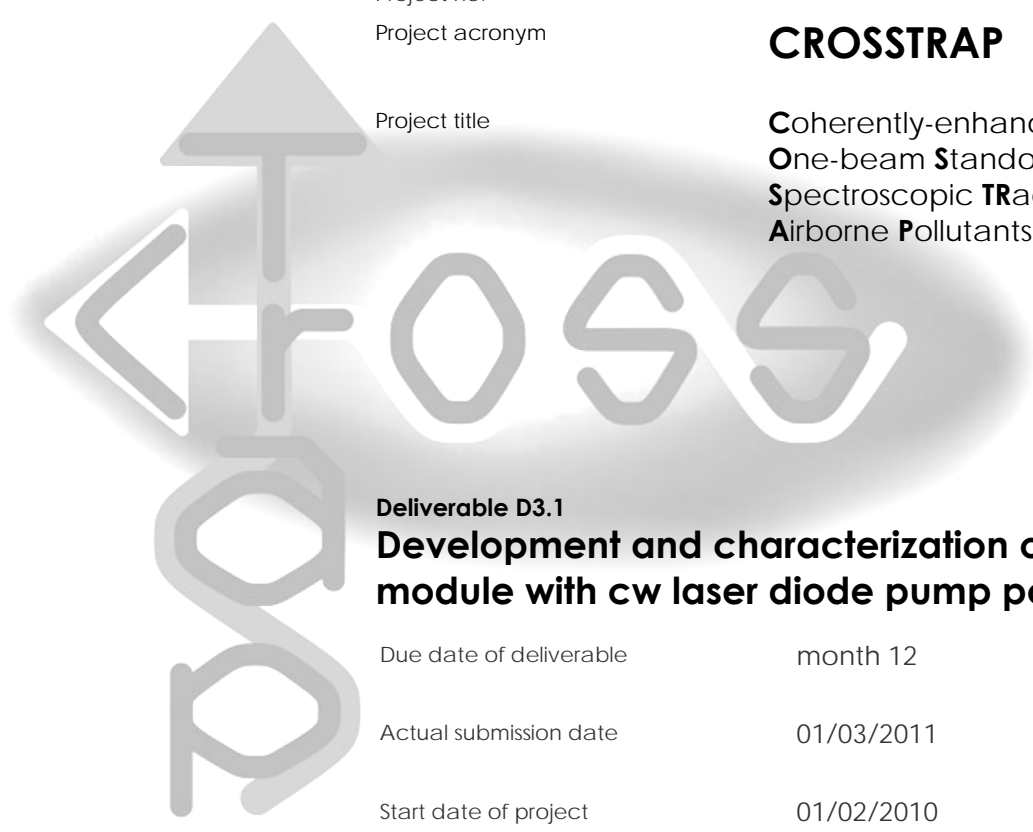 Project acronym
CROSSTRAP
Project title
Coherently-enhanc
One-beam Stando
Spectroscopic TRa
Airborne Pollutants
Cross
Trap
Deliverable D3.1
Development and characterization
module with cw laser diode pump
Due date of deliverable
month 12
Actual submission date
01/03/2011
Start date of project
01/02/2010